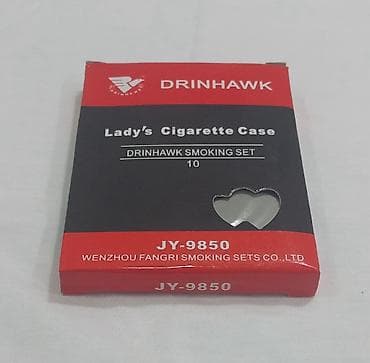 DRINHAWK
Lady's Cigarette Case
DRINHAWK SMOKING SET
10
JY-9850
WENZHOU FANGRI SMOKING SETS CO.,LTD
JY-9850